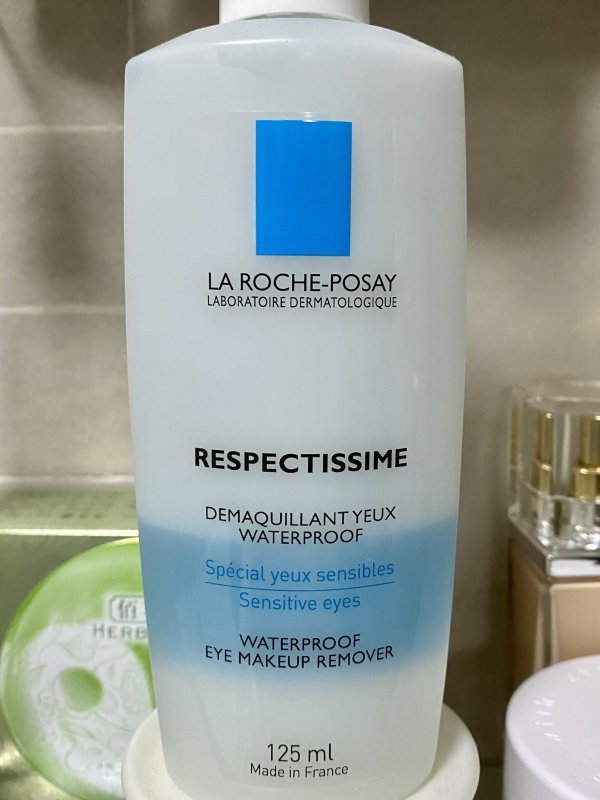 LA ROCHE-POSAY
LABORATOIRE DERMATOLOGIQUE
RESPECTISSIME
DEMAQUILLANT YEUX
WATERPROOF
Spécial yeux sensibles
Sensitive eyes
WATERPROOF
EYE MAKEUP REMOVER
125 ml
Made in France
HERB